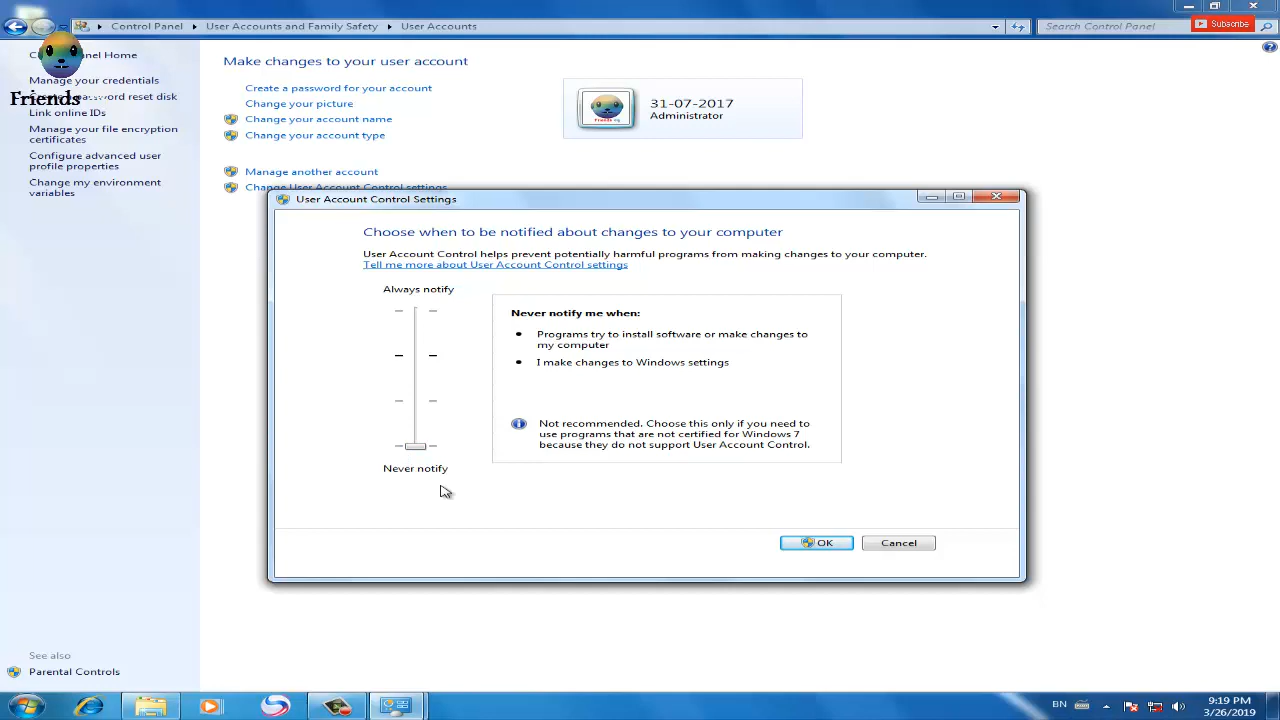 Control Panel
User Accounts and Family Safety
User Accounts
Search Control Panel
Subscribe
Panel Home
Manage your credentials
password reset disk
Friends
Link online IDs
Manage your file encryption
certificates
Configure advanced user
profile properties
Change my environment
variables
Make changes to your user account
Create a password for your account
Change your picture
Change your account name
Change your account type
31-07-2017
Administrator
Manage another account
Change User Account Control settings
User Account Control Settings
Choose when to be notified about changes to your computer
User Account Control helps prevent potentially harmful programs from making changes to your computer.
Tell me more about User Account Control settings
Always notify
Never notify me when:
Programs try to install software or make changes to
my computer
I make changes to Windows settings
Not recommended. Choose this only if you need to
use programs that are not certified for Windows 7
because they do not support User Account Control.
Never notify
OK
Cancel
See also
Parental Controls
BN
9:19 PM
3/26/2019